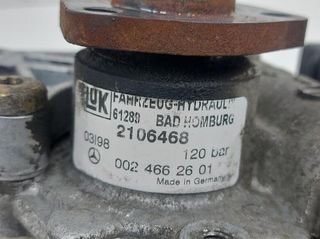 LUK FAHRZEUG-HYDRAULIK
61280 BAD HOMBURG
2106468
03/98 120 bar
002 466 26 01
Made in Germany